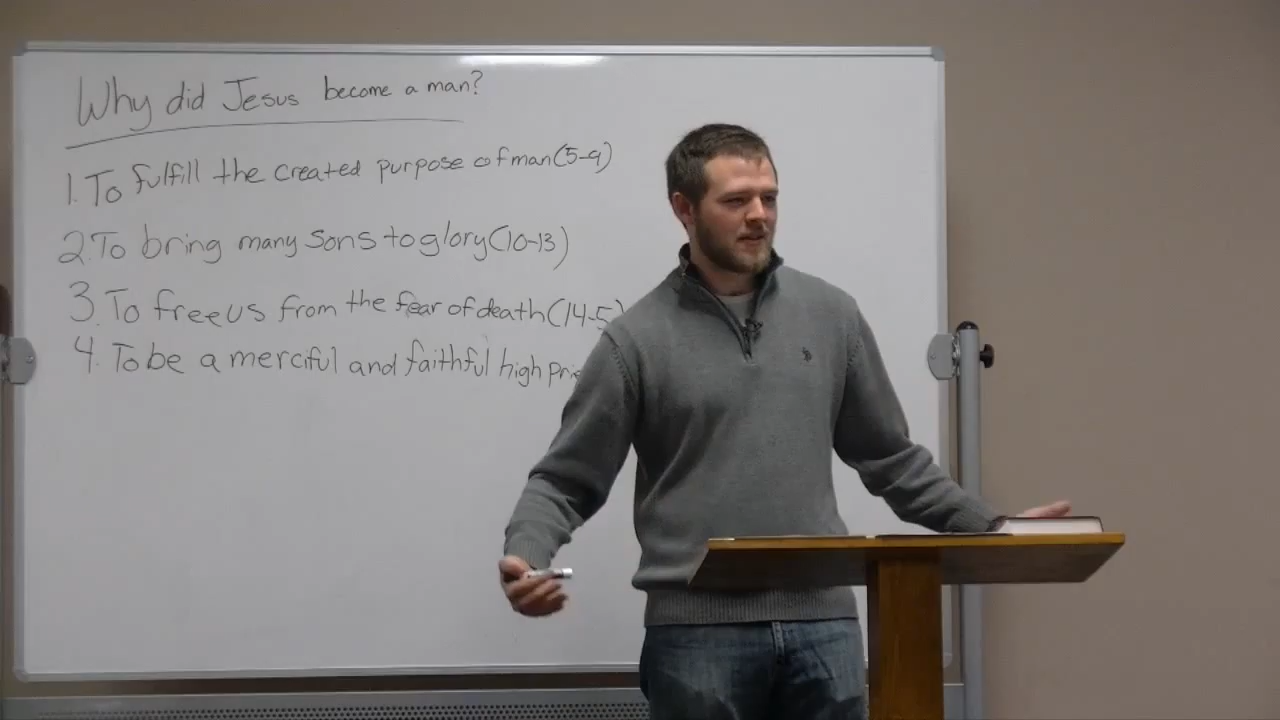 Why did Jesus become a man?
1. To fulfill the created purpose of man (5-9)
2. To bring many sons to glory (10-13)
3. To free us from the fear of death (14-5)
4. To be a merciful and faithful high